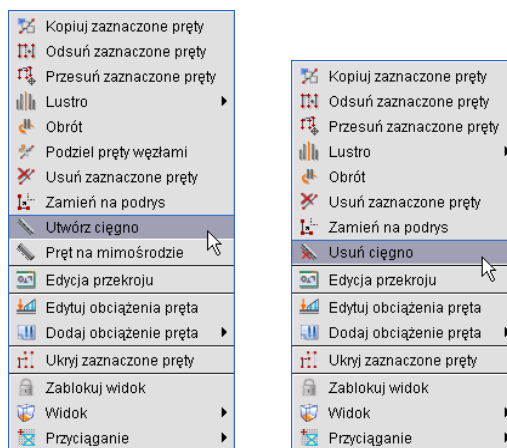 Kopiuj zaznaczone pręty
Odsuń zaznaczone pręty
Przesuń zaznaczone pręty
Lustro
Obrót
Podziel pręty węzłami
Usuń zaznaczone pręty
Zamień na podrys
Utwórz cięgno
Pręt na mimośrodzie
Edycja przekroju
Edytuj obciążenia pręta
Dodaj obciążenie pręta
Ukryj zaznaczone pręty
Zablokuj widok
Widok
Przyciąganie
Kopiuj zaznaczone pręty
Odsuń zaznaczone pręty
Przesuń zaznaczone pręty
Lustro
Obrót
Usuń zaznaczone pręty
Zamień na podrys
Usuń cięgno
Edycja przekroju
Edytuj obciążenia pręta
Dodaj obciążenie pręta
Ukryj zaznaczone pręty
Zablokuj widok
Widok
Przyciąganie